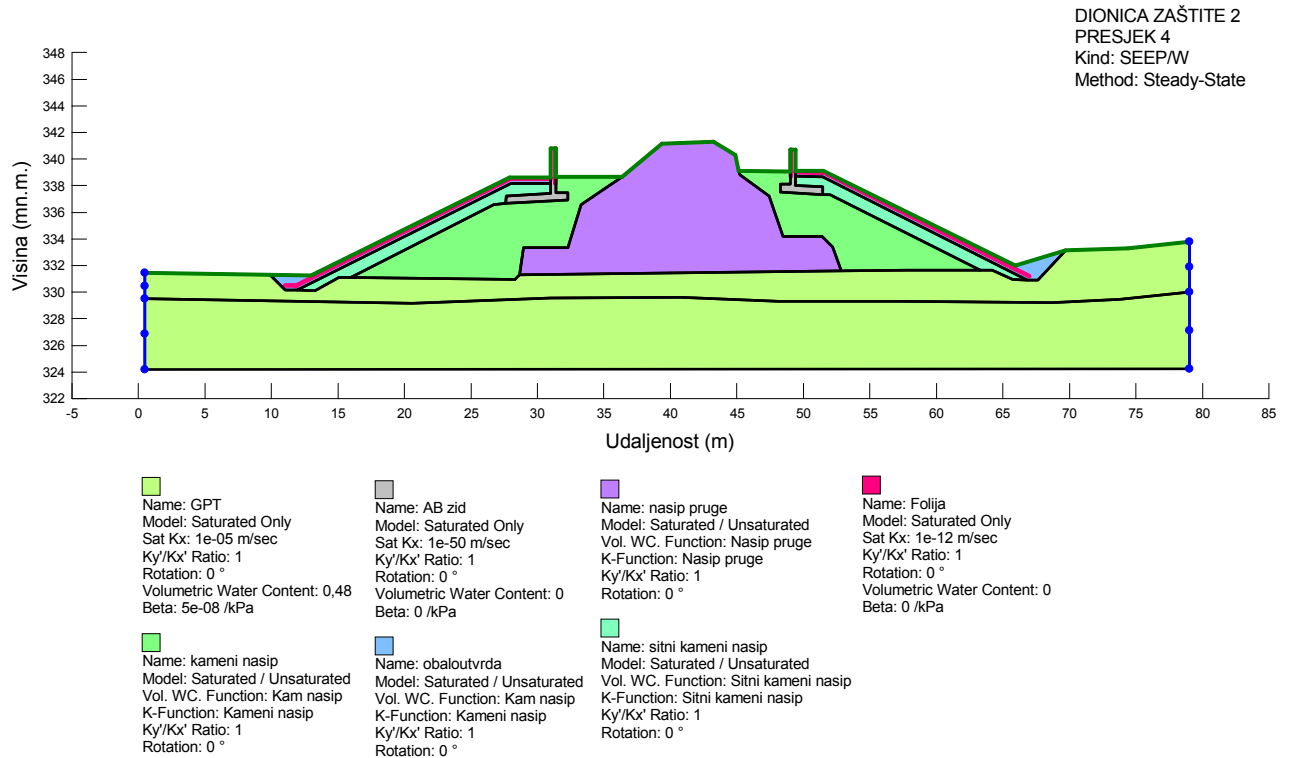 DIONICA ZAŠTITE 2
PRESJEK 4
Kind: SEEP/W
Method: Steady-State
348
346
344
342
340
338
336
334
332
330
328
326
324
322
Visina (mn.m.)
-5 0 5 10 15 20 25 30 35 40 45 50 55 60 65 70 75 80 85
Udaljenost (m)
Name: GPT
Model: Saturated Only
Sat Kx: 1e-05 m/sec
Ky'/Kx' Ratio: 1
Rotation: 0 °
Volumetric Water Content: 0,48
Beta: 5e-08 /kPa
Name: AB zid
Model: Saturated Only
Sat Kx: 1e-50 m/sec
Ky'/Kx' Ratio: 1
Rotation: 0 °
Volumetric Water Content: 0
Beta: 0 /kPa
Name: nasip pruge
Model: Saturated / Unsaturated
Vol. WC. Function: Nasip pruge
K-Function: Nasip pruge
Ky'/Kx' Ratio: 1
Rotation: 0 °
Name: Folija
Model: Saturated Only
Sat Kx: 1e-12 m/sec
Ky'/Kx' Ratio: 1
Rotation: 0 °
Volumetric Water Content: 0
Beta: 0 /kPa
Name: kameni nasip
Model: Saturated / Unsaturated
Vol. WC. Function: Kam nasip
K-Function: Kameni nasip
Ky'/Kx' Ratio: 1
Rotation: 0 °
Name: obaloutvrda
Model: Saturated / Unsaturated
Vol. WC. Function: Kam nasip
K-Function: Kameni nasip
Ky'/Kx' Ratio: 1
Rotation: 0 °
Name: sitni kameni nasip
Model: Saturated / Unsaturated
Vol. WC. Function: Sitni kameni nasip
K-Function: Sitni kameni nasip
Ky'/Kx' Ratio: 1
Rotation: 0 °